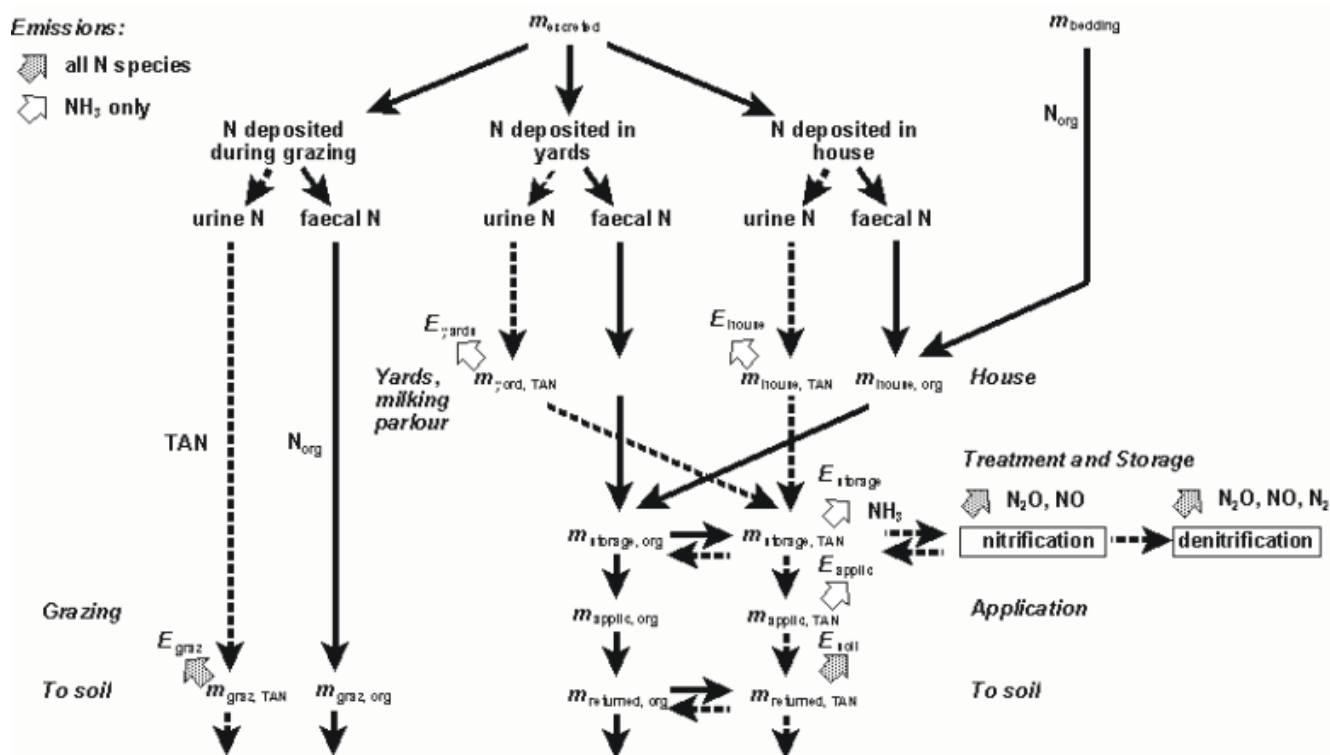 Emissions:
all N species
NH₃ only
m excreted
m bedding
N deposited during grazing
N deposited in yards
N deposited in house
N org
urine N
faecal N
urine N
faecal N
urine N
faecal N
E yards
E house
Yards, milking parlour
m yard, TAN
m house, TAN
m house, org
House
TAN
N org
Treatment and Storage
E storage
NH₃
N₂O, NO
N₂O, NO, N₂
m storage, org
m storage, TAN
nitrification
denitrification
E applic
Grazing
m applic, org
m applic, TAN
Application
E graz
E soil
To soil
m graz, TAN
m graz, org
m returned, org
m returned, TAN
To soil